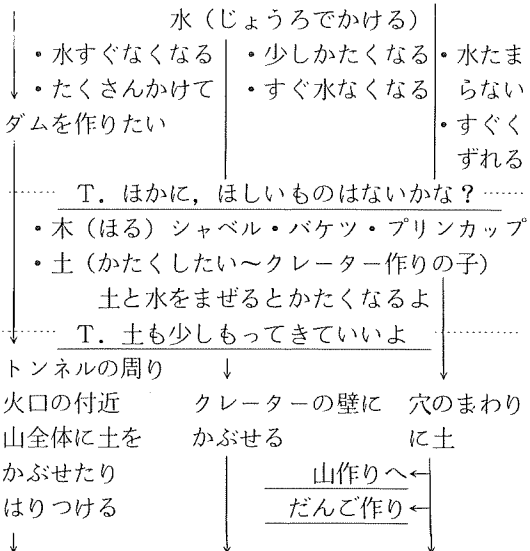 水（じょうろでかける）
・水すぐなくなる ・少しかたくなる ・水たま
・たくさんかけて ・すぐ水なくなる らない
ダムを作りたい ・すぐく
ずれる
T．ほかに，ほしいものはないかな？
・木（ほる）シャベル・バケツ・プリンカップ
・土（かたくしたい～クレーター作りの子）
土と水をまぜるとかたくなるよ
T．土も少しもってきていいよ
トンネルの周り
火口の付近 クレーターの壁に 穴のまわり
山全体に土を かぶせる に土
かぶせたり 山作りへ
はりつける だんご作り